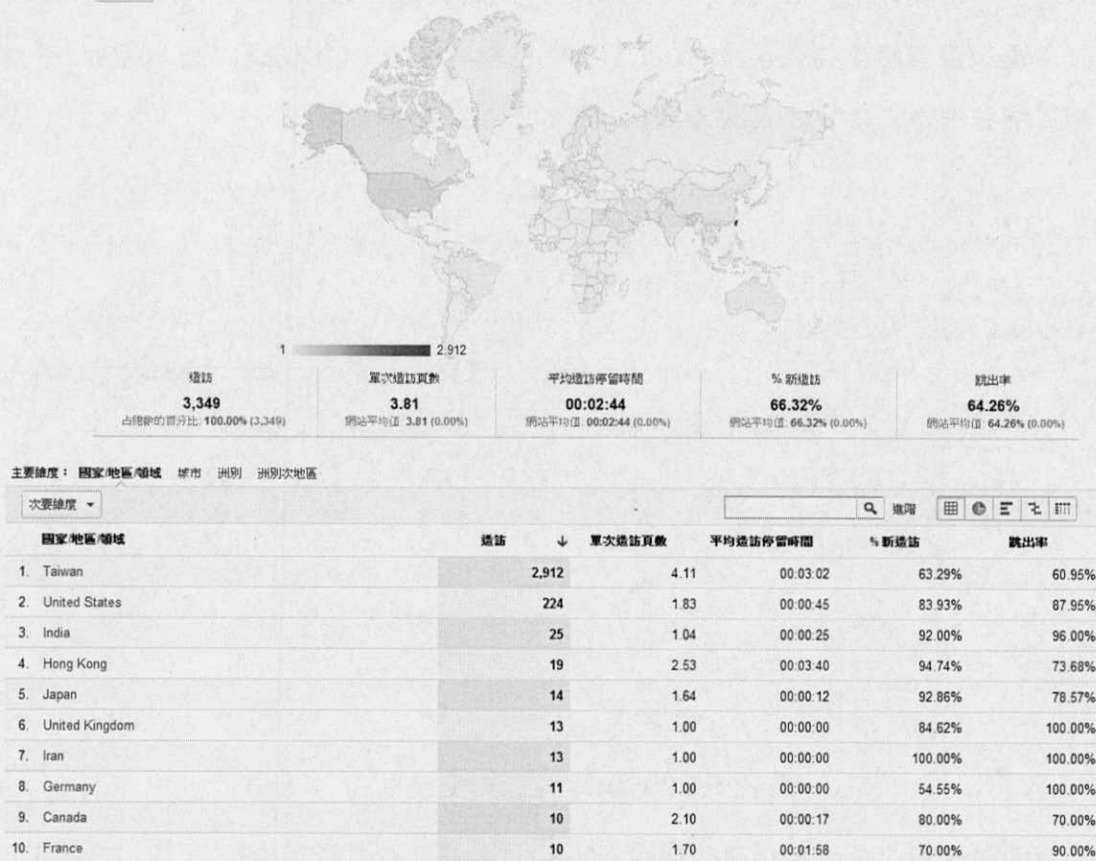 1 2,912
造訪 單次造訪頁數 平均造訪停留時間 % 新造訪 跳出率
3,349 3.81 00:02:44 66.32% 64.26%
占總額的百分比: 100.00% (3,349) 網站平均值: 3.81 (0.00%) 網站平均值: 00:02:44 (0.00%) 網站平均值: 66.32% (0.00%) 網站平均值: 64.26% (0.00%)
主要維度： 國家/地區/領域 城市 洲別 洲別次地區
次要維度 進階
國家/地區/領域 造訪 ↓ 單次造訪頁數 平均造訪停留時間 % 新造訪 跳出率
1. Taiwan 2,912 4.11 00:03:02 63.29% 60.95%
2. United States 224 1.83 00:00:45 83.93% 87.95%
3. India 25 1.04 00:00:25 92.00% 96.00%
4. Hong Kong 19 2.53 00:03:40 94.74% 73.68%
5. Japan 14 1.64 00:00:12 92.86% 78.57%
6. United Kingdom 13 1.00 00:00:00 84.62% 100.00%
7. Iran 13 1.00 00:00:00 100.00% 100.00%
8. Germany 11 1.00 00:00:00 54.55% 100.00%
9. Canada 10 2.10 00:00:17 80.00% 70.00%
10. France 10 1.70 00:01:58 70.00% 90.00%